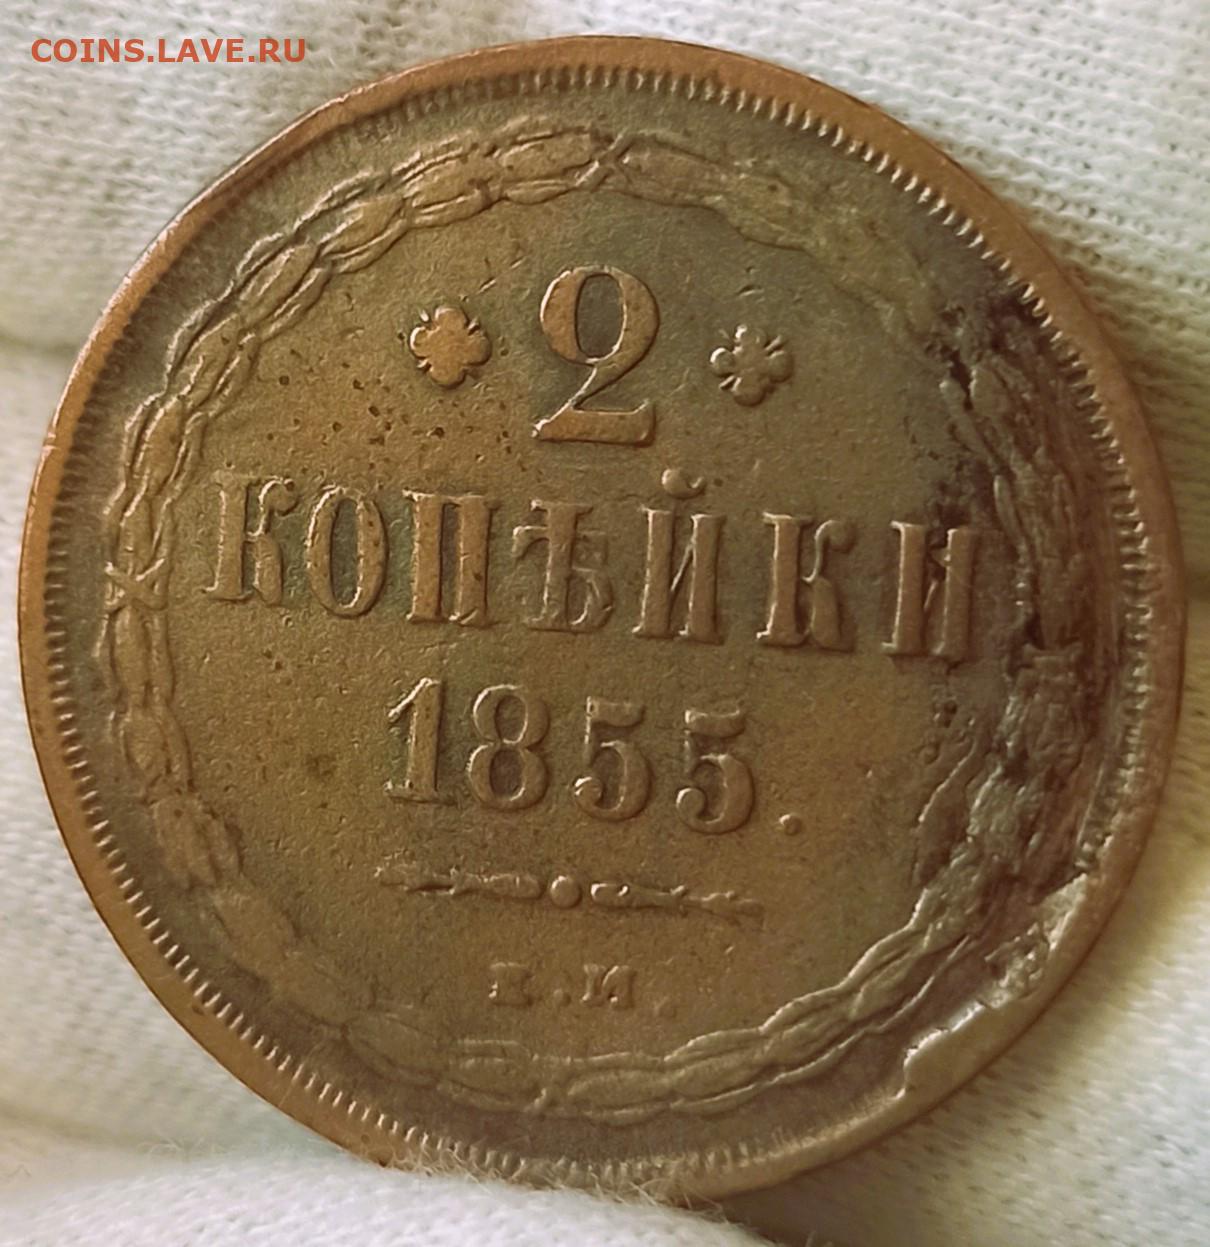 COINS.LAVE.RU
2
КОПѢЙКИ
1855.
Е.М.